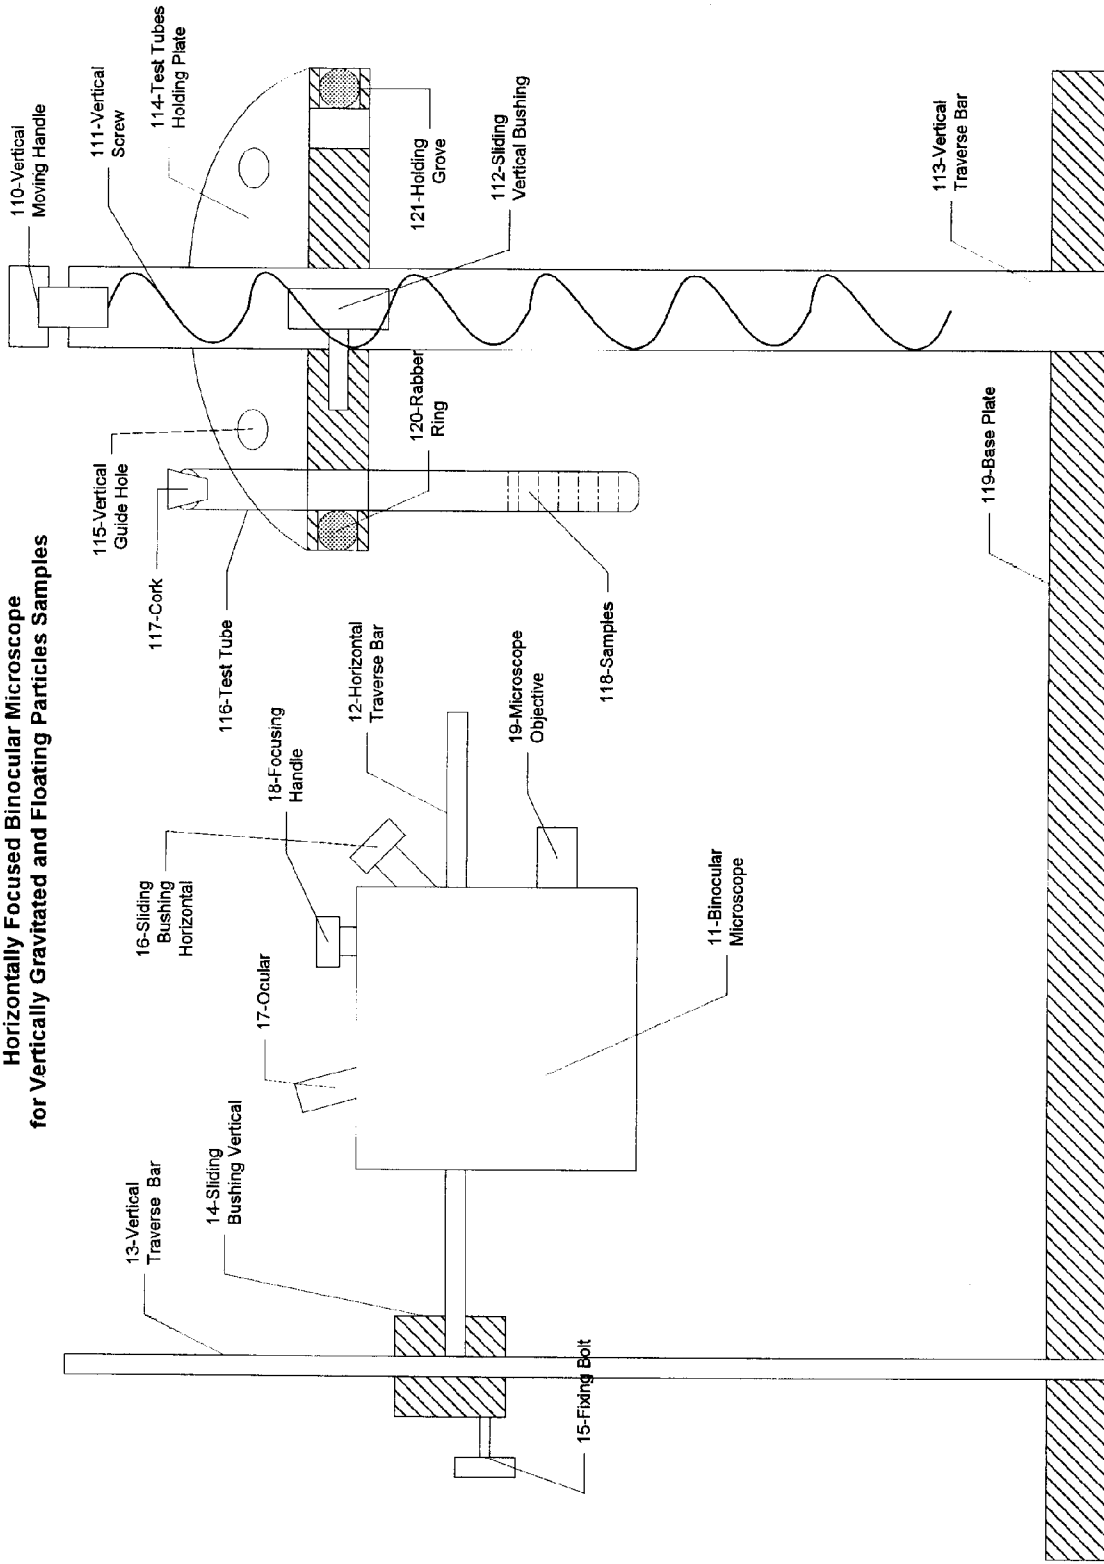 Horizontally Focused Binocular Microscope
for Vertically Gravitated and Floating Particles Samples
13-Vertical
Traverse Bar
14-Sliding
Bushing Vertical
15-Fixing Bolt
17-Ocular
16-Sliding
Bushing
Horizontal
18-Focusing
Handle
12-Horizontal
Traverse Bar
19-Microscope
Objective
11-Binocular
Microscope
117-Cork
116-Test Tube
115-Vertical
Guide Hole
118-Samples
120-Rabber
Ring
110-Vertical
Moving Handle
111-Vertical
Screw
114-Test Tubes
Holding Plate
121-Holding
Grove
112-Sliding
Vertical Bushing
113-Vertical
Traverse Bar
119-Base Plate